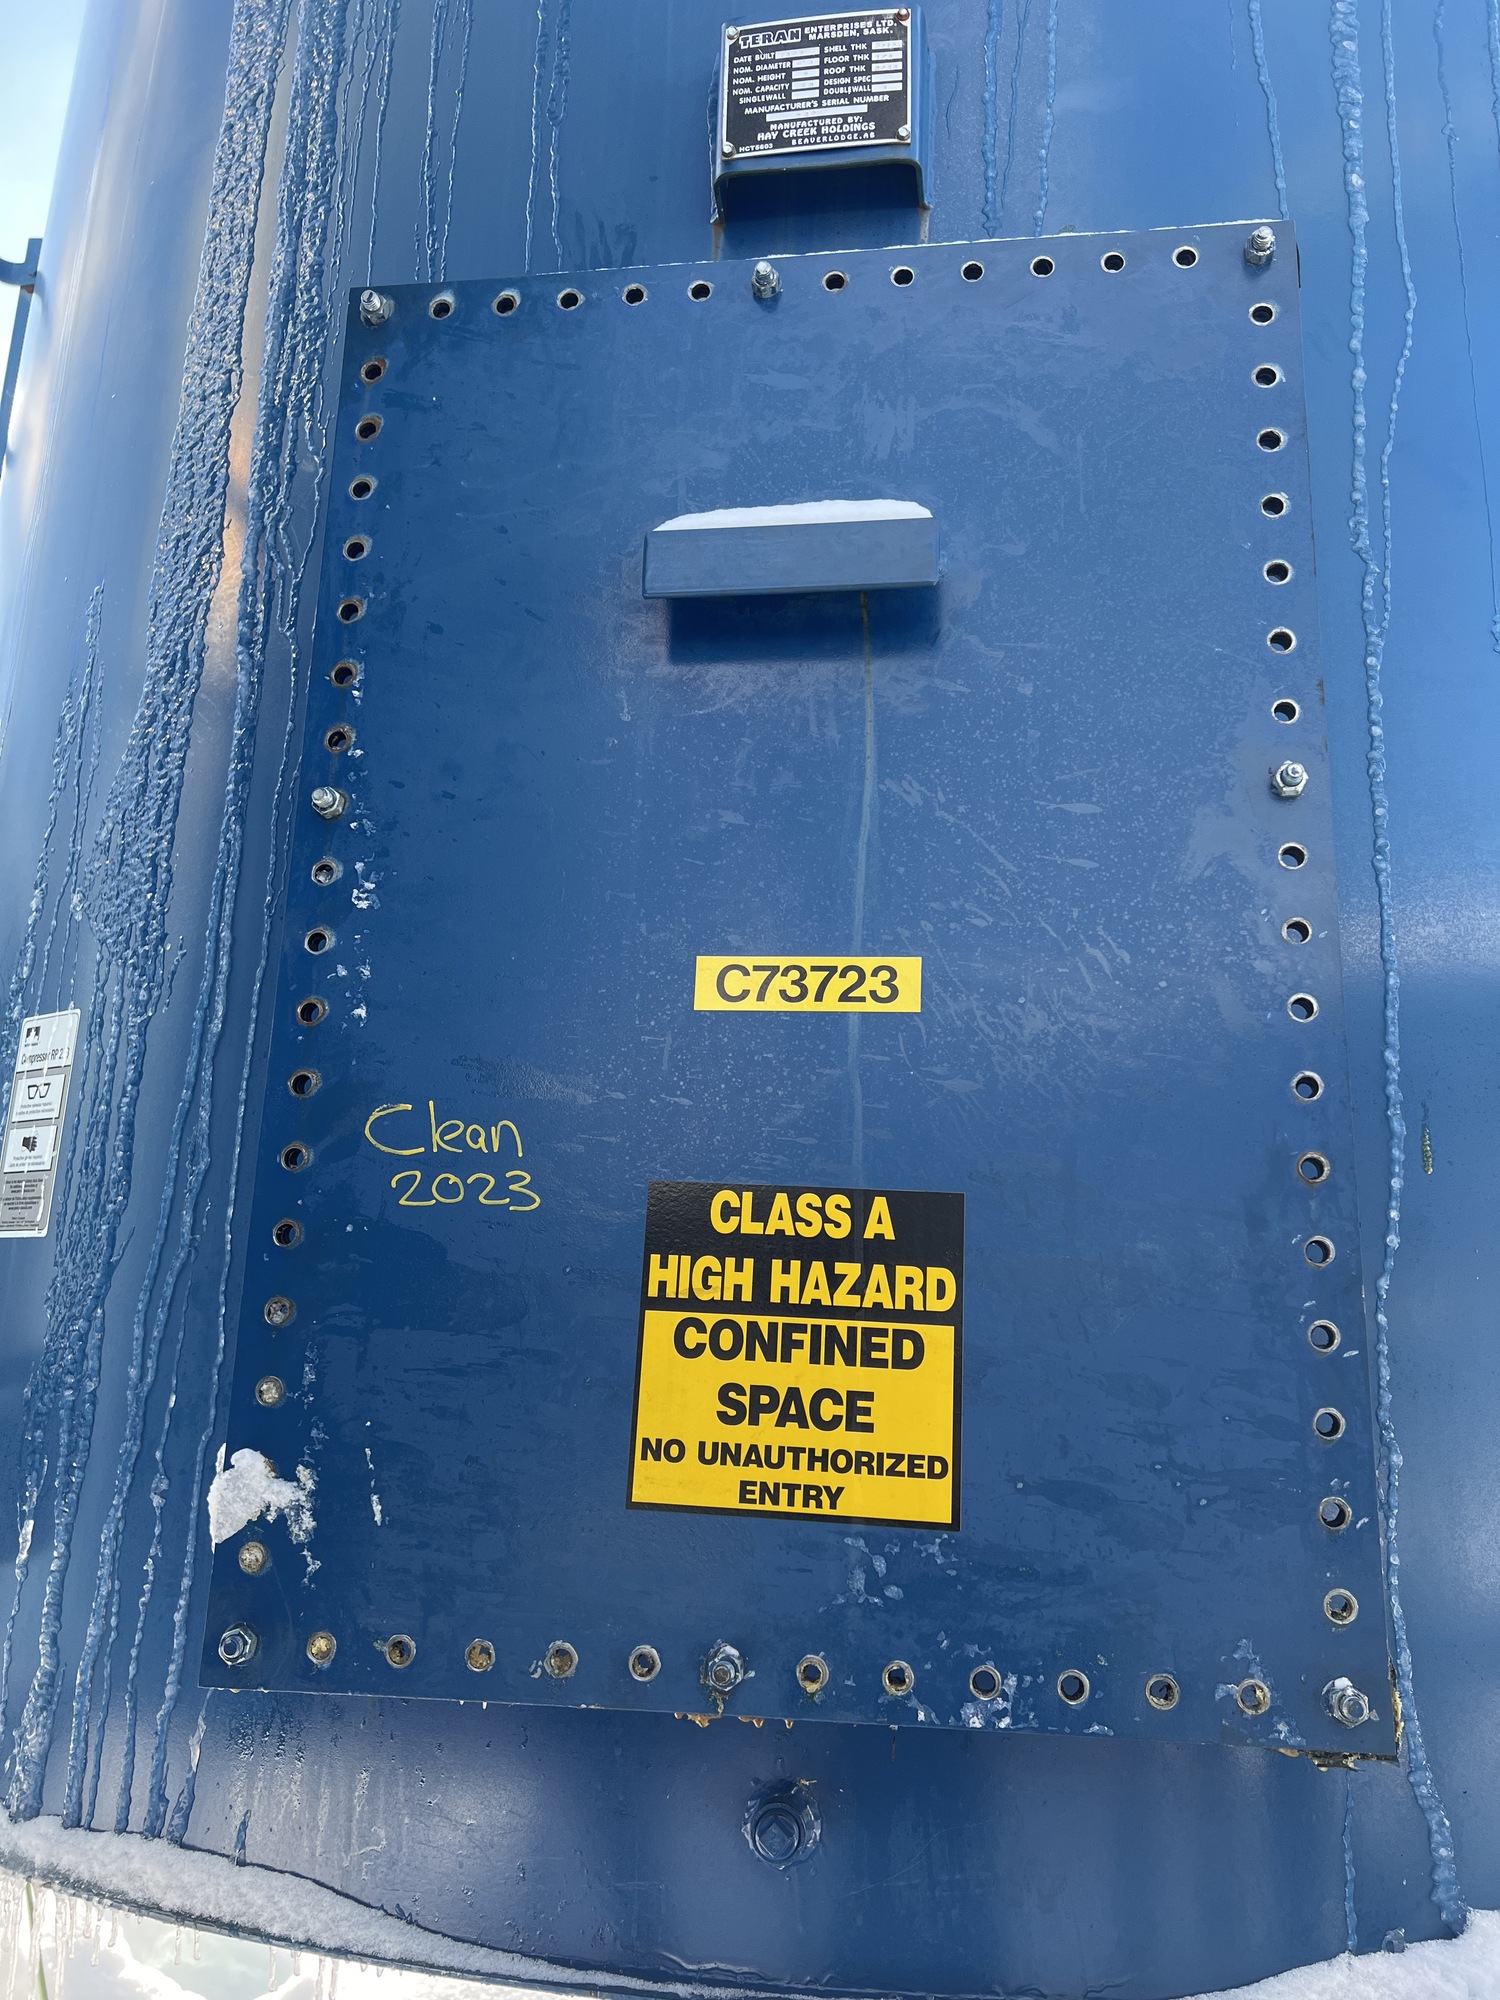 TERAN ENTERPRISES LTD.
MARSDEN, SASK.
DATE BUILT SHELL THK
NOM. DIAMETER FLOOR THK
NOM. HEIGHT ROOF THK
NOM. CAPACITY DESIGN SPEC
SINGLEWALL DOUBLEWALL
MANUFACTURER'S SERIAL NUMBER
MANUFACTURED BY:
HAY CREEK HOLDINGS
BEAVERLODGE, AB
HCT5603
C73723
Clean
2023
CLASS A
HIGH HAZARD
CONFINED
SPACE
NO UNAUTHORIZED
ENTRY